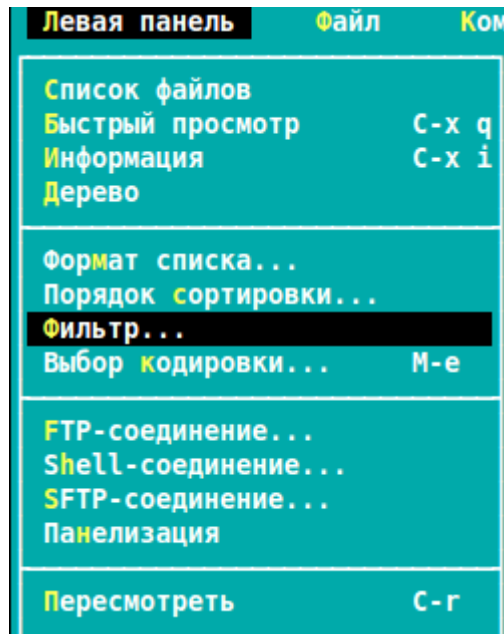 Левая панель Файл Ком
Список файлов
Быстрый просмотр C-x q
Информация C-x i
Дерево
Формат списка...
Порядок сортировки...
Фильтр...
Выбор кодировки... M-e
FTP-соединение...
Shell-соединение...
SFTP-соединение...
Панелизация
Пересмотреть C-r